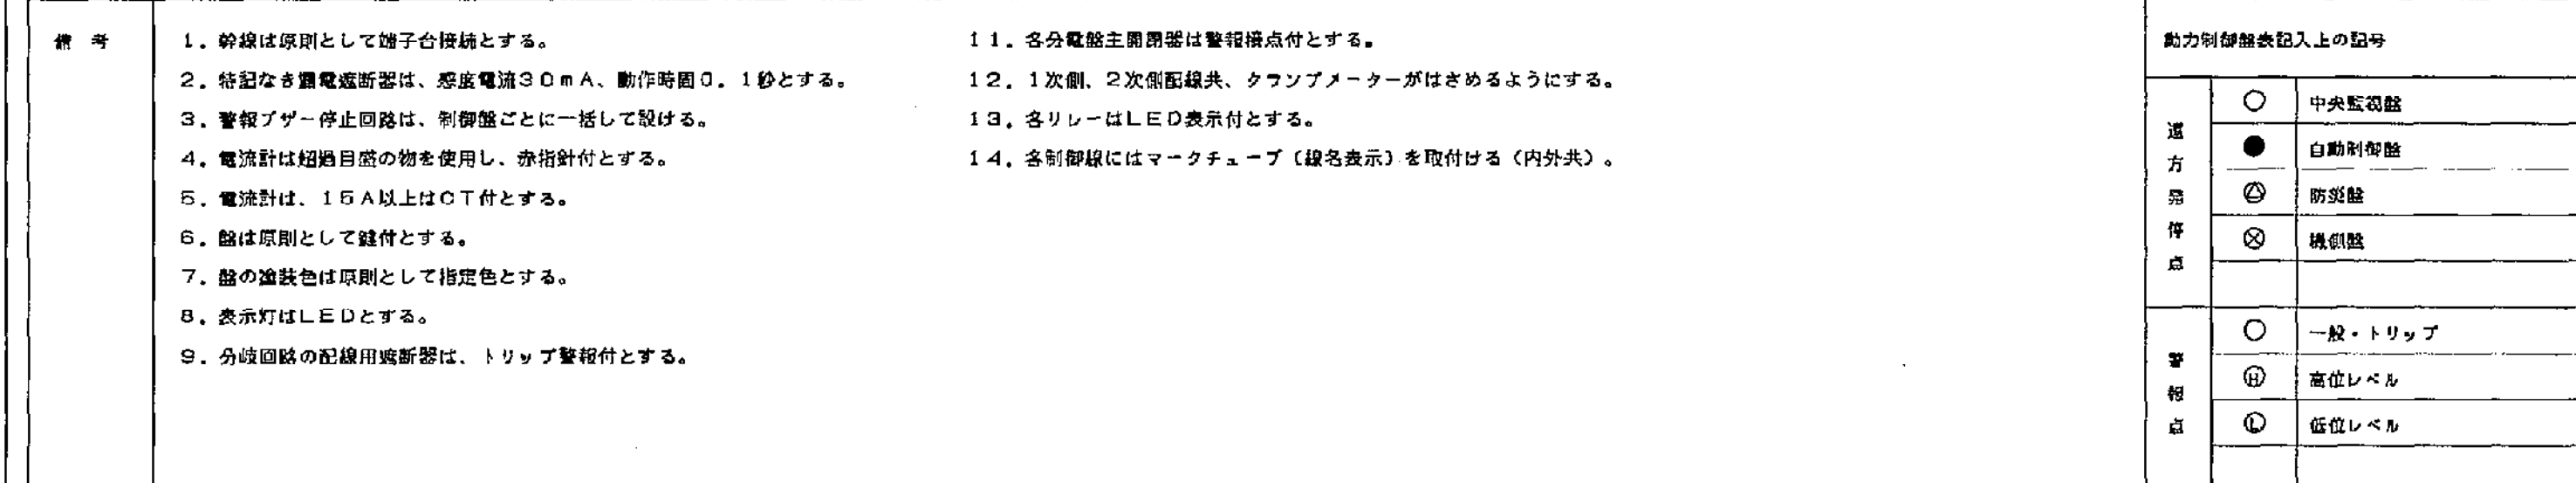 備 考
1. 幹線は原則として端子台接続とする。
2. 特記なき漏電遮断器は、感度電流30mA、動作時間0.1秒とする。
3. 警報ブザー停止回路は、制御盤ごとに一括して設ける。
4. 電流計は超過目盛の物を使用し、赤指針付とする。
5. 電流計は、15A以上はCT付とする。
6. 盤は原則として鍵付とする。
7. 盤の塗装色は原則として指定色とする。
8. 表示灯はLEDとする。
9. 分岐回路の配線用遮断器は、トリップ警報付とする。
11. 各分電盤主開閉器は警報接点付とする。
12. 1次側、2次側配線共、クランプメーターがはさめるようにする。
13. 各リレーはLED表示付とする。
14. 各制御線にはマークチューブ(線名表示)を取付ける(内外共)。
動力制御盤表記入上の記号
遠方発停点
○ 中央監視盤
● 自動制御盤
防災盤
⊗ 機側盤
警報点
○ 一般・トリップ
Ⓗ 高位レベル
Ⓛ 低位レベル